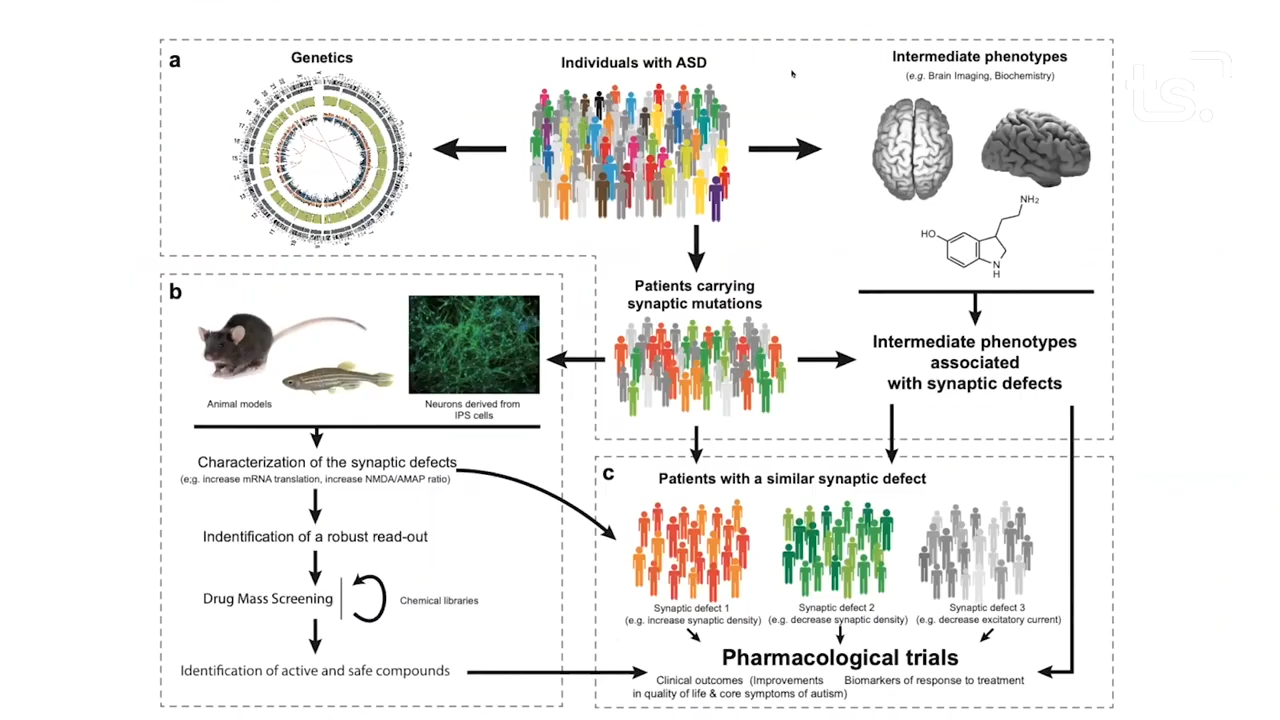 a
Genetics
Individuals with ASD
Intermediate phenotypes
(e.g. Brain Imaging, Biochemistry)
ts.
NH2
HO
N
H
Patients carrying
synaptic mutations
Intermediate phenotypes
associated
with synaptic defects
b
Animal models
Neurons derived from
IPS cells
Characterization of the synaptic defects
(e;g. increase mRNA translation, increase NMDA/AMAP ratio)
Indentification of a robust read-out
Drug Mass Screening
Chemical libraries
Identification of active and safe compounds
c
Patients with a similar synaptic defect
Synaptic defect 1
(e.g. increase synaptic density)
Synaptic defect 2
(e.g. decrease synaptic density)
Synaptic defect 3
(e.g. decrease excitatory current)
Pharmacological trials
Clinical outcomes (Improvements
in quality of life & core symptoms of autism)
Biomarkers of response to treatment